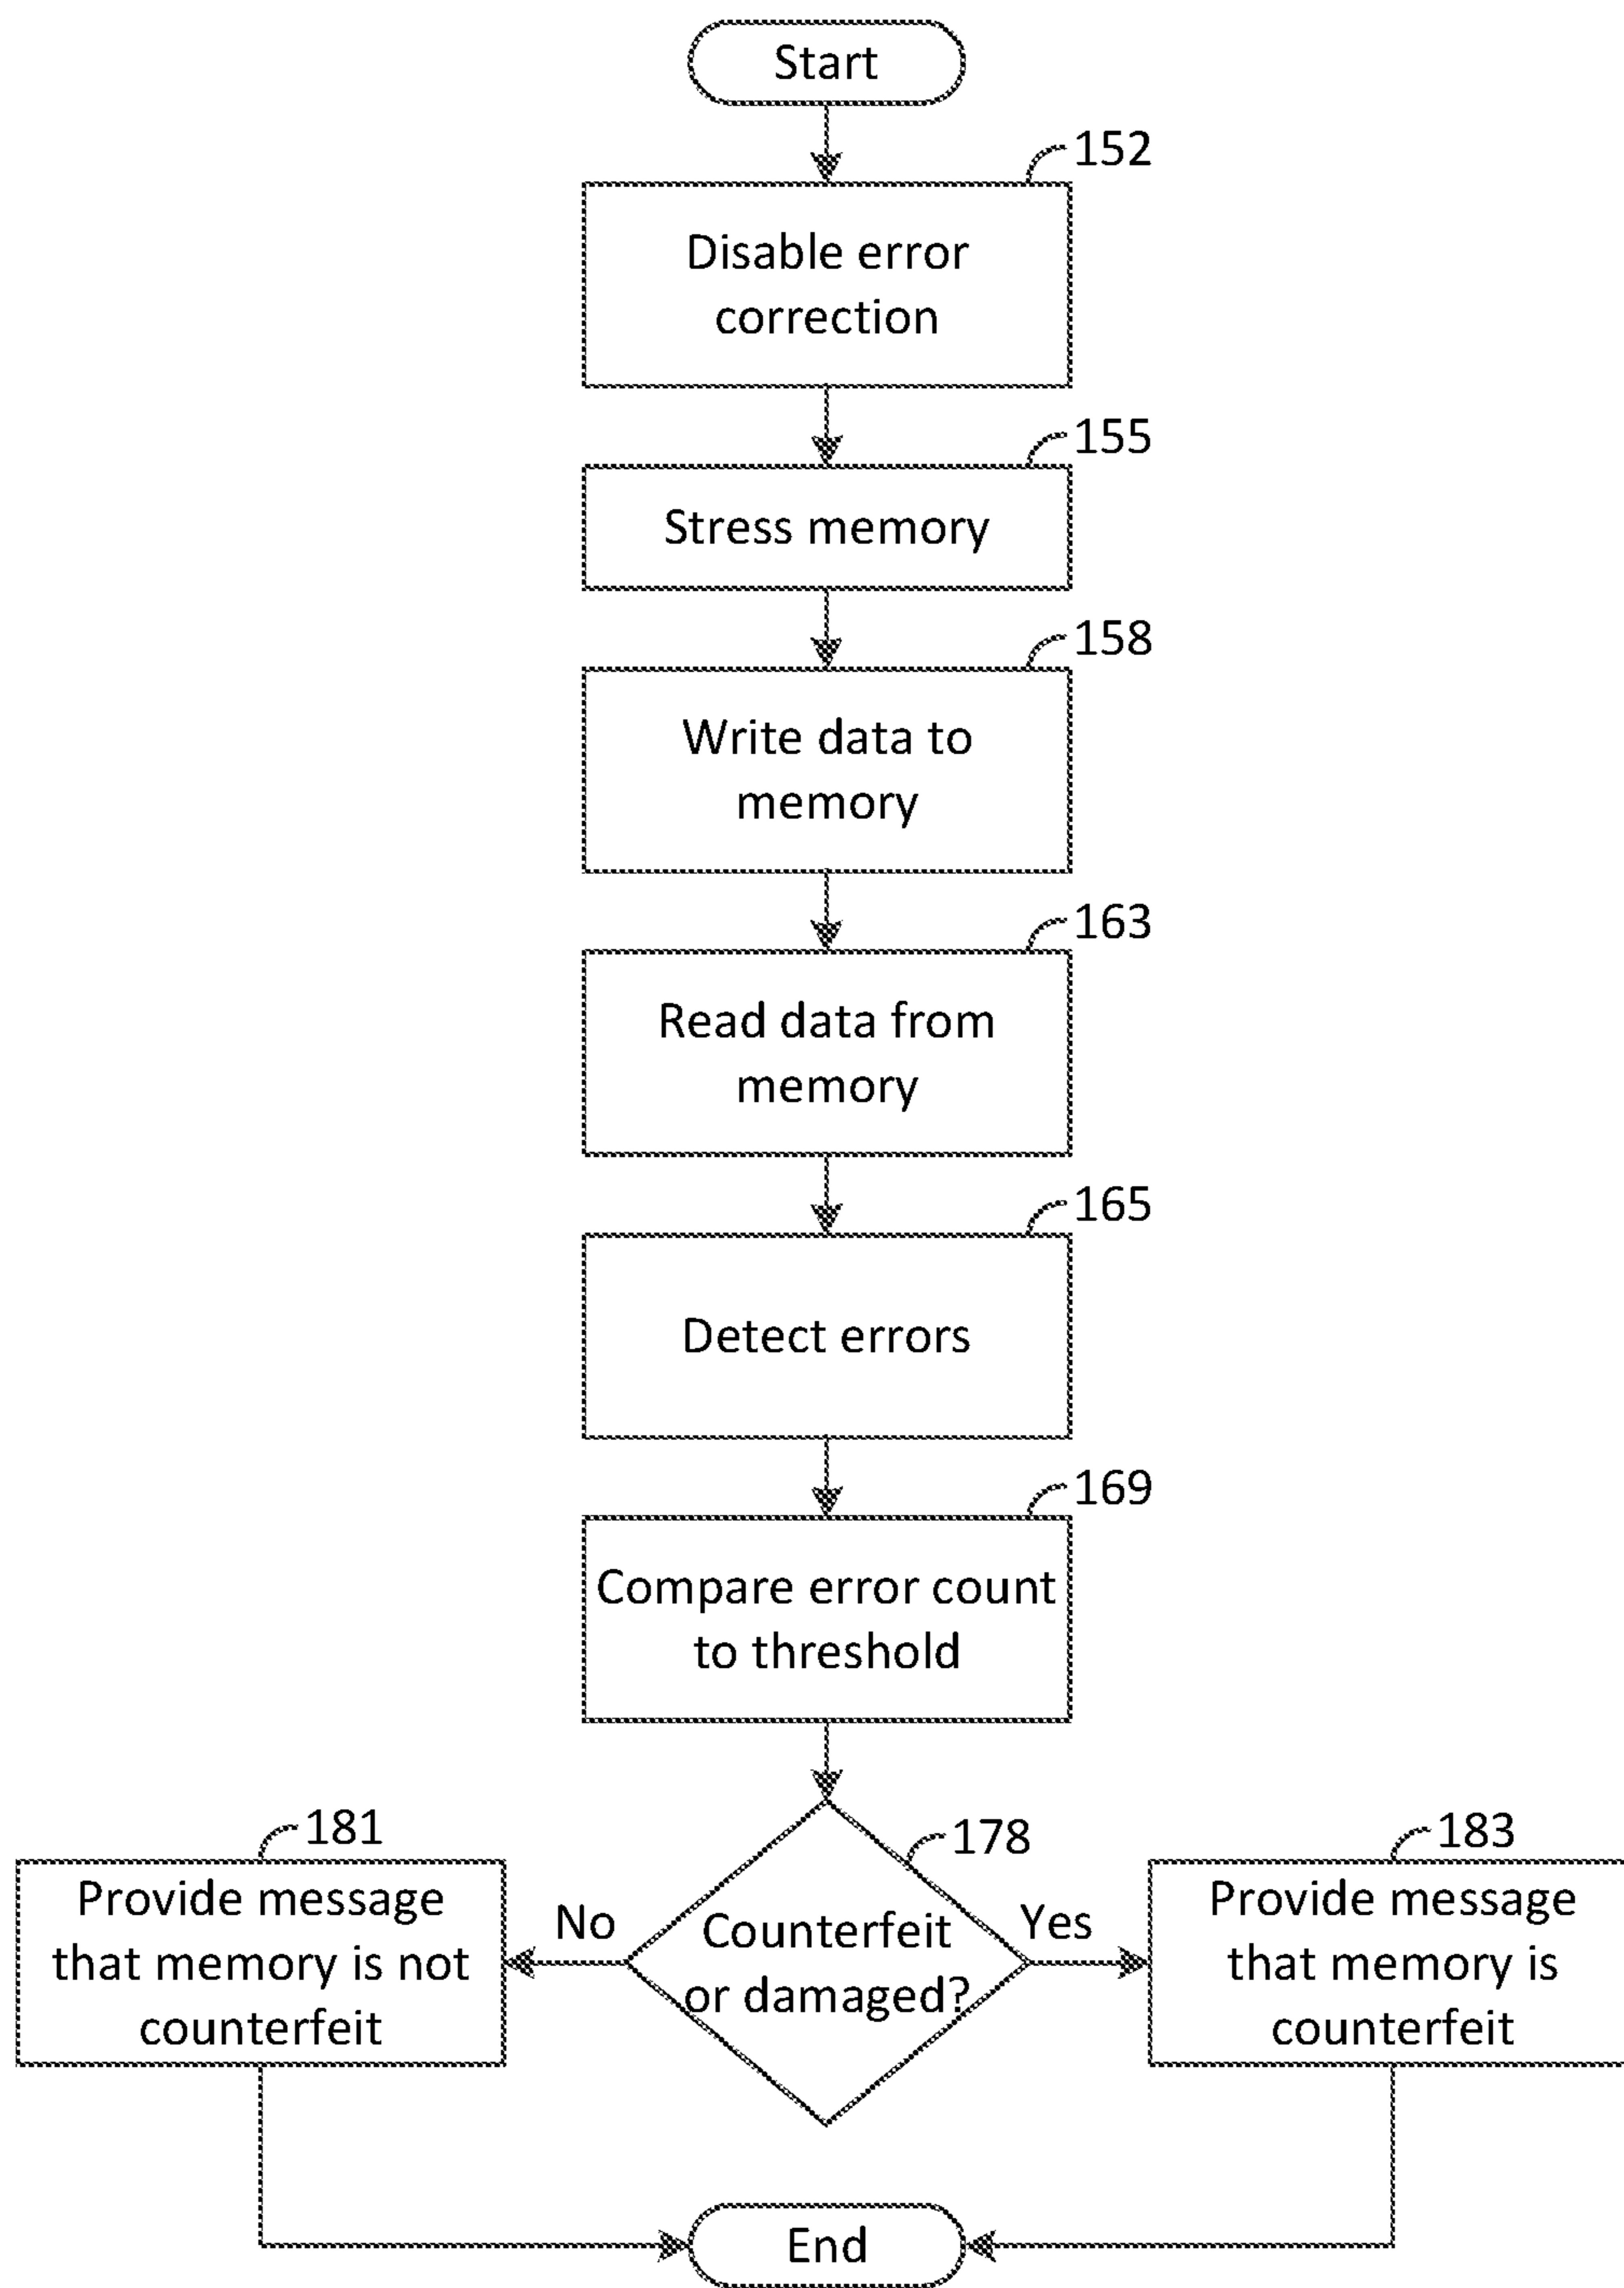 Start
152
Disable error
correction
155
Stress memory
158
Write data to
memory
163
Read data from
memory
165
Detect errors
169
Compare error count
to threshold
178
Counterfeit
or damaged?
No
Yes
181
Provide message
that memory is not
counterfeit
183
Provide message
that memory is
counterfeit
End